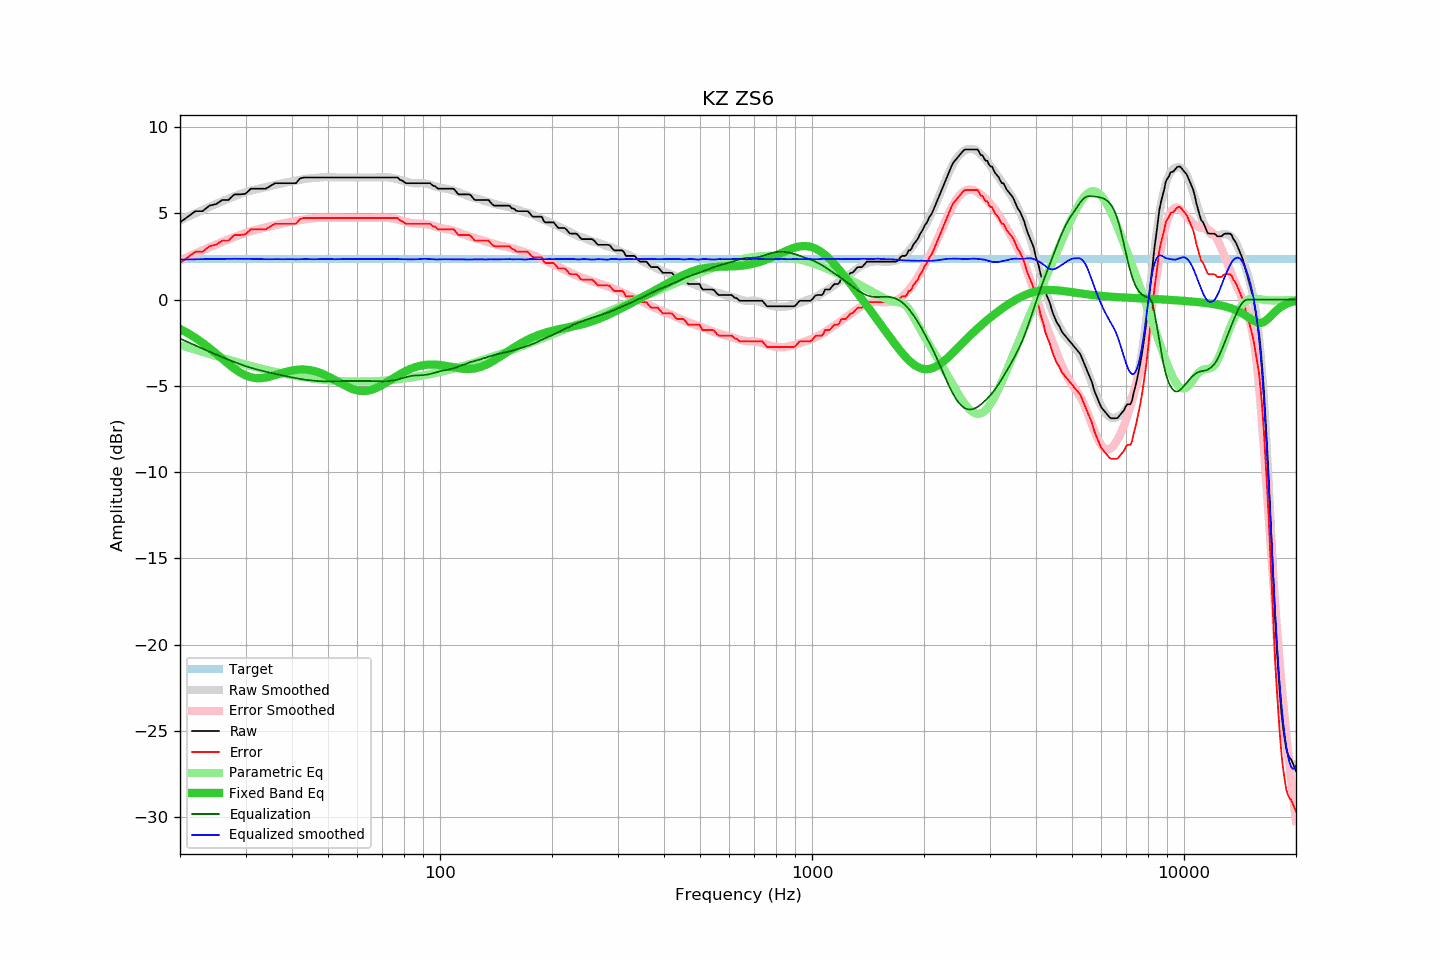 KZ ZS6
10
5
0
−5
−10
−15
−20
−25
−30
Amplitude (dBr)
Target
Raw Smoothed
Error Smoothed
Raw
Error
Parametric Eq
Fixed Band Eq
Equalization
Equalized smoothed
100 1000 10000
Frequency (Hz)